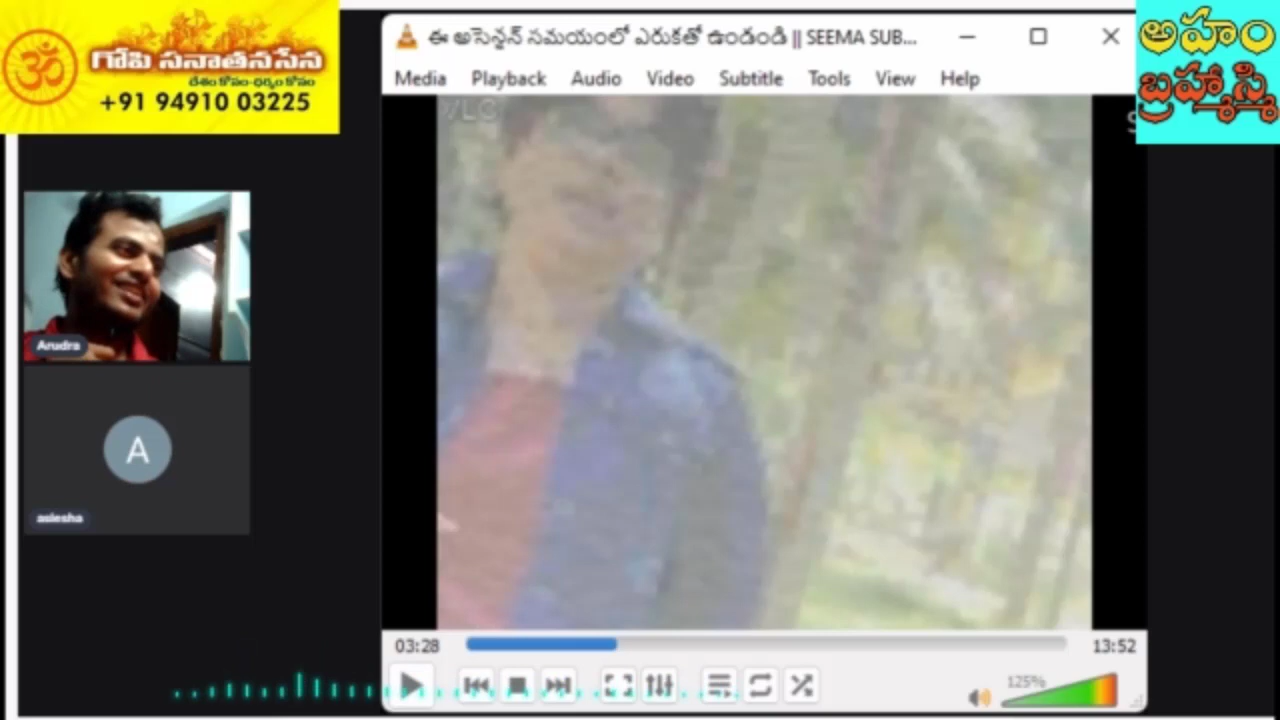 గోపి సనాతనసేన
దేశం కోసం-ధర్మం కోసం
+91 94910 03225
ఈ అసెన్షన్ సమయంలో ఎరుకతో ఉండండి || SEEMA SUB...
Media Playback Audio Video Subtitle Tools View Help
అహం
బ్రహ్మాస్మి
VLC
Arudra
A
aslesha
03:28
13:52
125%